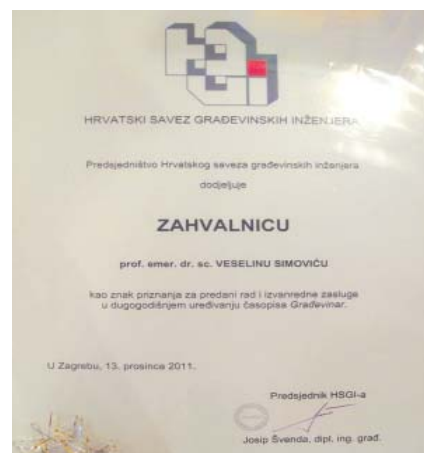 HRVATSKI SAVEZ GRAĐEVINSKIH INŽENJERA
Predsjedništvo Hrvatskog saveza građevinskih inženjera
dodjeljuje
ZAHVALNICU
prof. emer. dr. sc. VESELINU SIMOVIĆU
kao znak priznanja za predani rad i izvanredne zasluge
u dugogodišnjem uređivanju časopisa Građevinar.
U Zagrebu, 13. prosinca 2011.
Predsjednik HSGI-a
Josip Švenda, dipl. ing. građ.